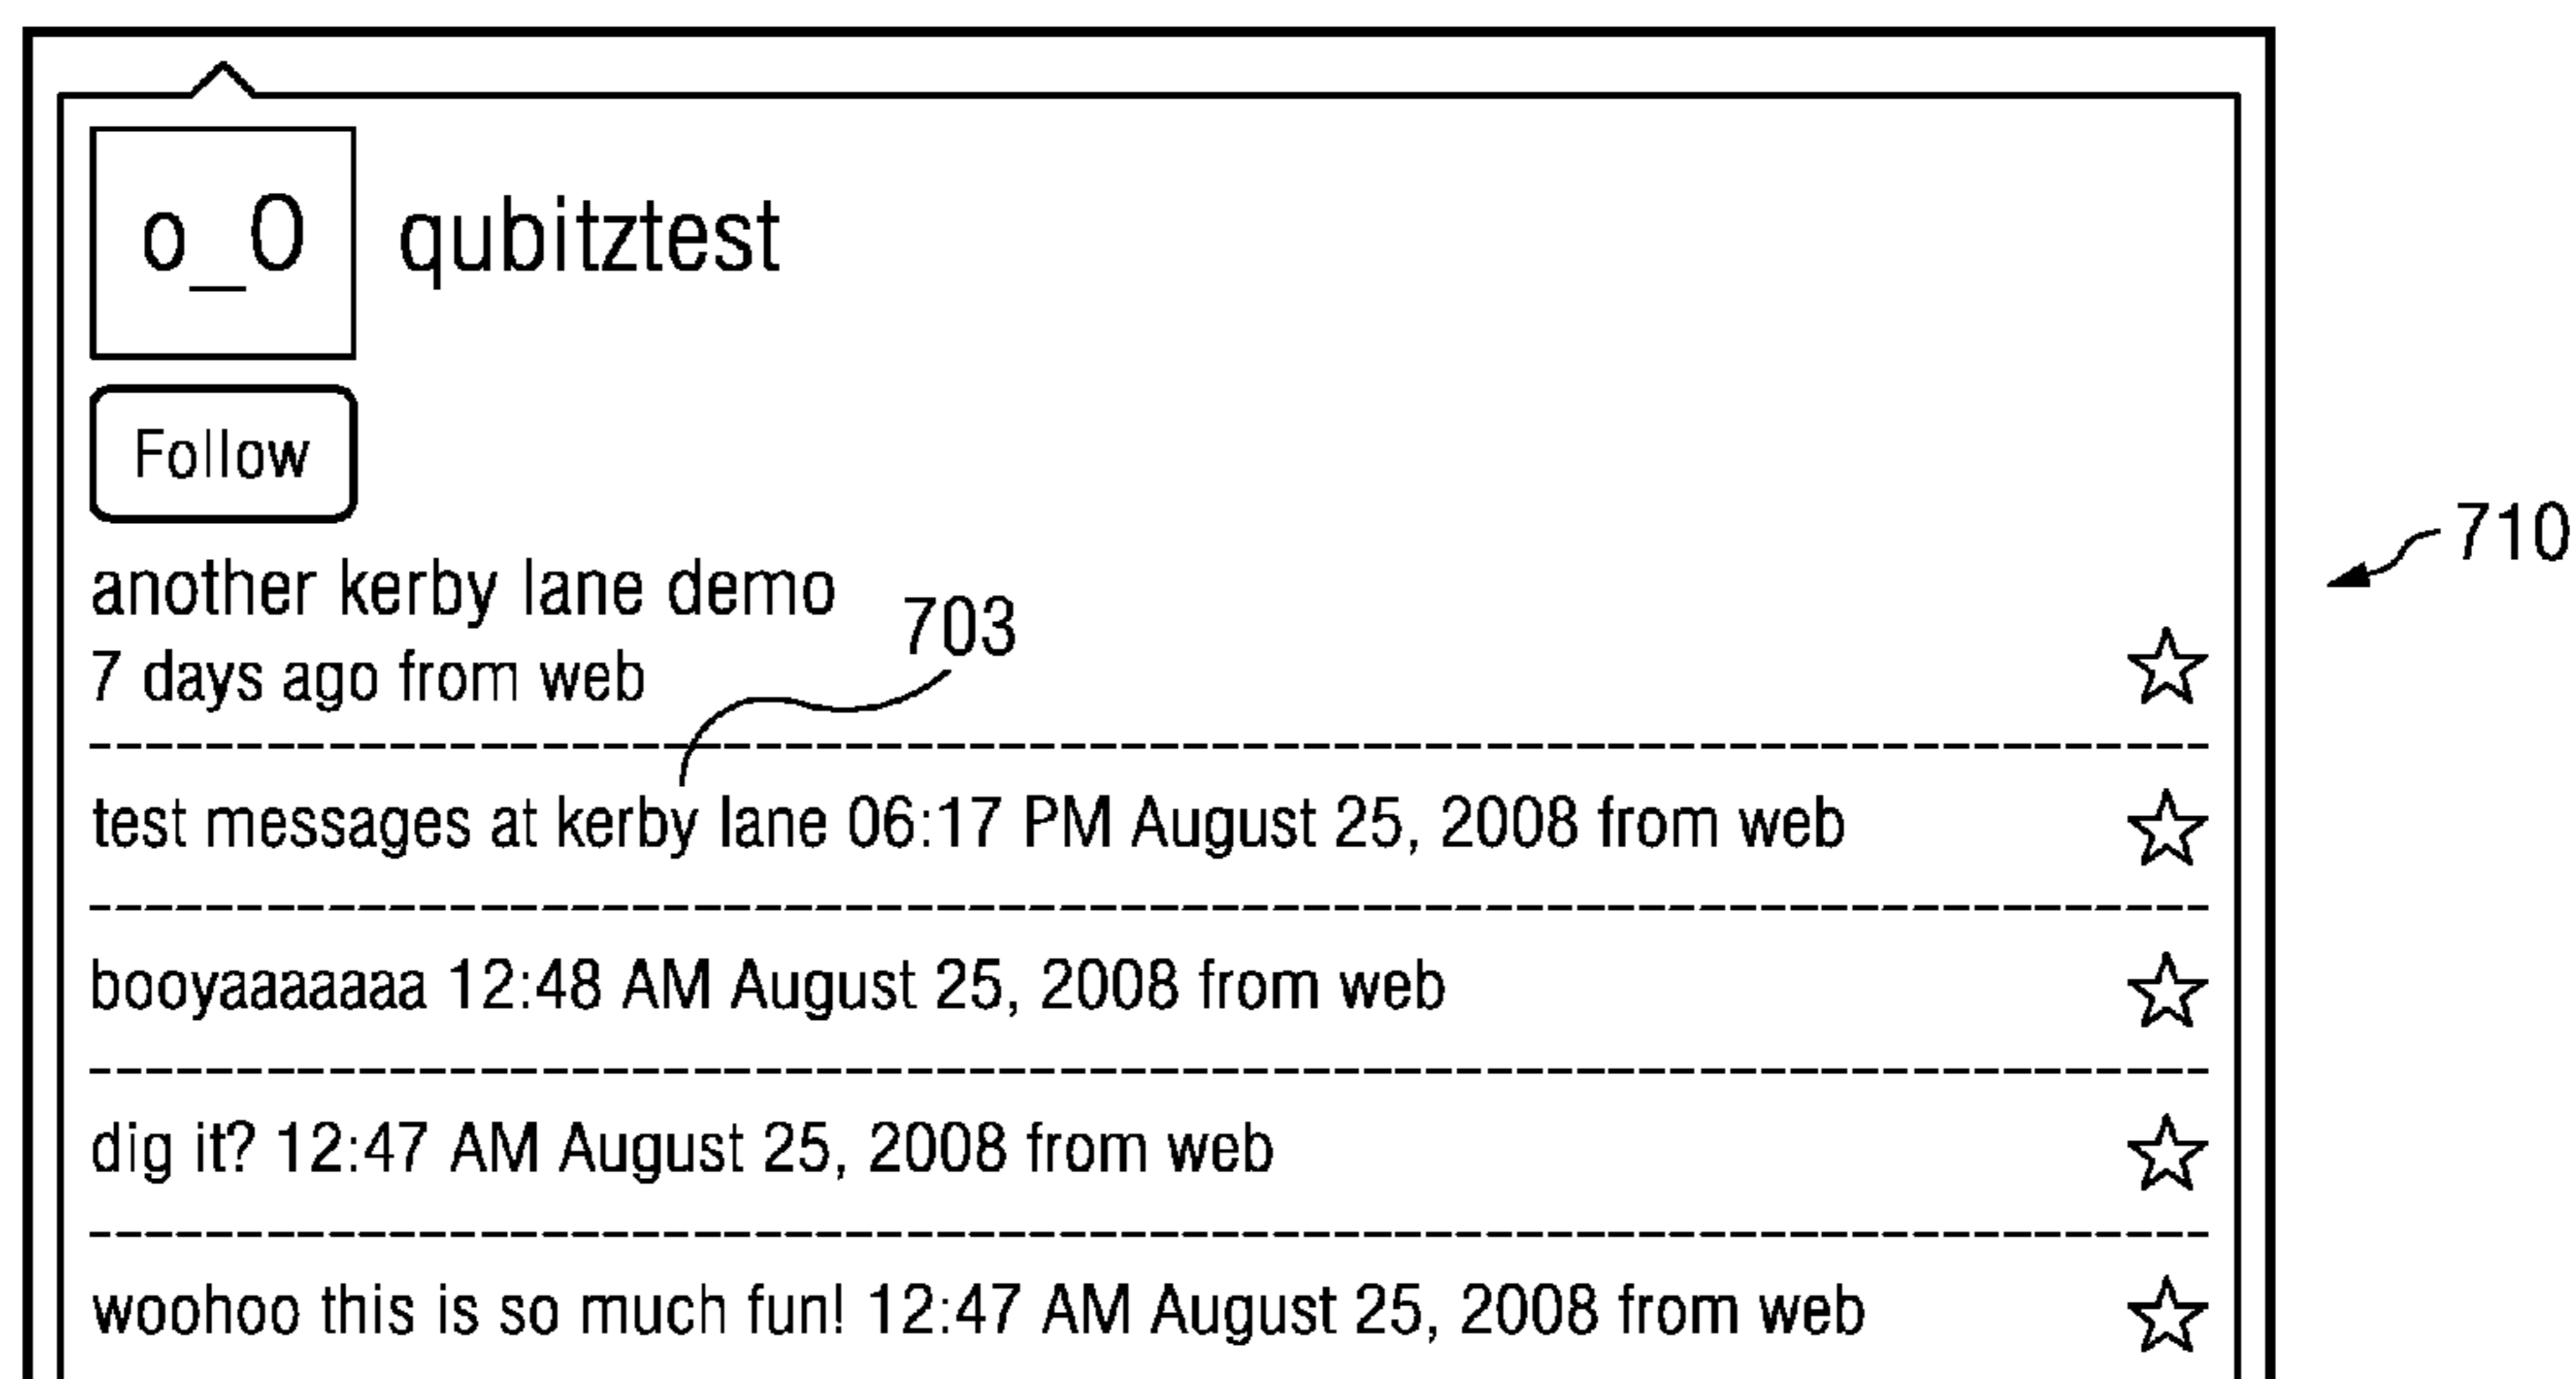 o_O qubitztest
Follow
710
another kerby lane demo
703
7 days ago from web
test messages at kerby lane 06:17 PM August 25, 2008 from web
booyaaaaaaa 12:48 AM August 25, 2008 from web
dig it? 12:47 AM August 25, 2008 from web
woohoo this is so much fun! 12:47 AM August 25, 2008 from web